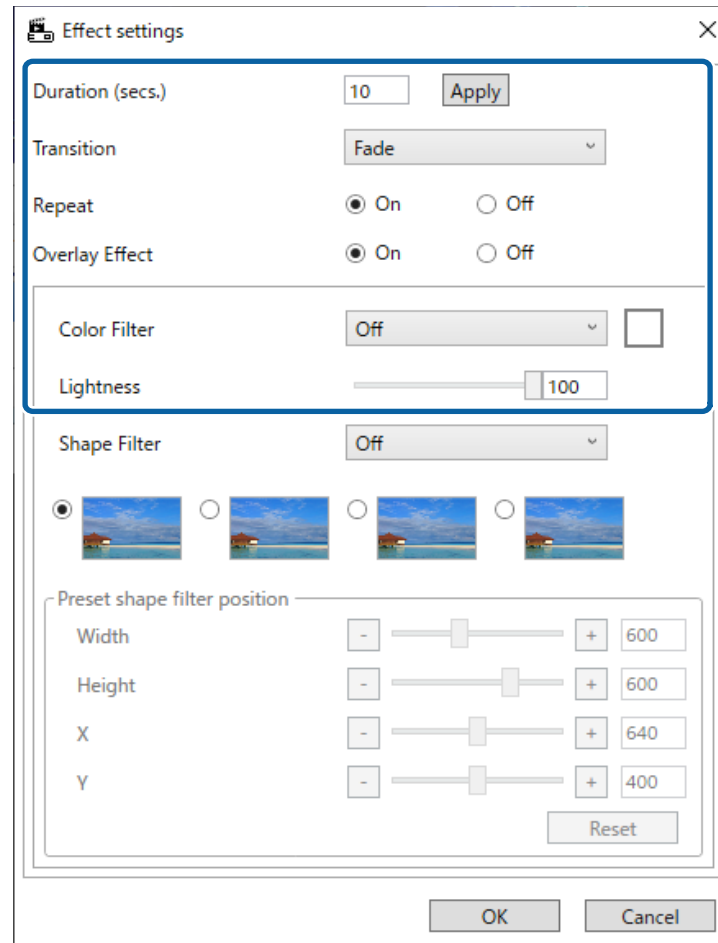 Effect settings
Duration (secs.) 10 Apply
Transition Fade
Repeat On Off
Overlay Effect On Off
Color Filter Off
Lightness 100
Shape Filter Off
Preset shape filter position
Width - + 600
Height - + 600
X - + 640
Y - + 400
Reset
OK Cancel